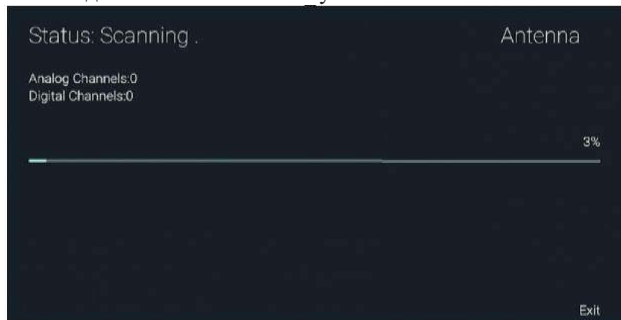 Status: Scanning .
Antenna
Analog Channels:0
Digital Channels:0
3%
Exit